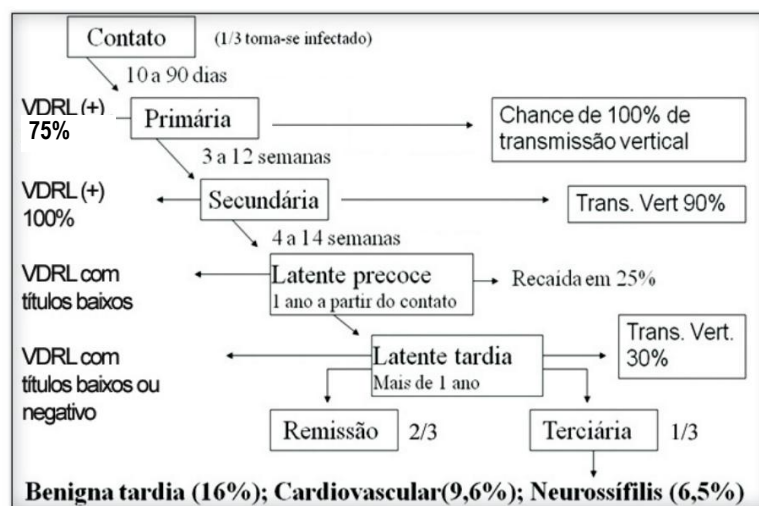 Contato (1/3 torna-se infectado)
10 a 90 dias
VDRL (+)
75%
Primária
Chance de 100% de
transmissão vertical
3 a 12 semanas
VDRL (+)
100%
Secundária
Trans. Vert 90%
4 a 14 semanas
VDRL com
títulos baixos
Latente precoce
1 ano a partir do contato
Recaida em 25%
VDRL com
títulos baixos ou
negativo
Latente tardia
Mais de 1 ano
Trans. Vert.
30%
Remissão 2/3
Terciária 1/3
Benigna tardia (16%); Cardiovascular(9,6%); Neurossífilis (6,5%)